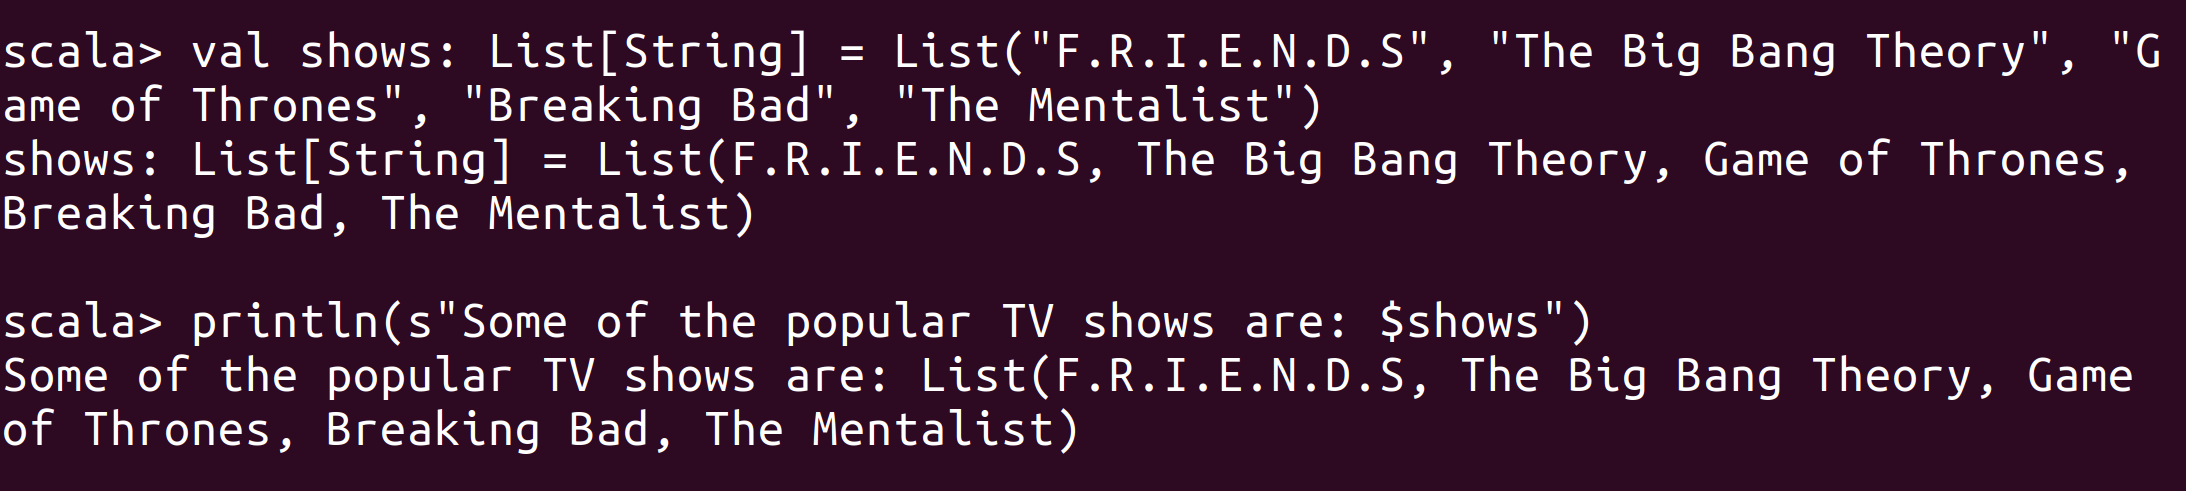 scala> val shows: List[String] = List("F.R.I.E.N.D.S", "The Big Bang Theory", "G
ame of Thrones", "Breaking Bad", "The Mentalist")
shows: List[String] = List(F.R.I.E.N.D.S, The Big Bang Theory, Game of Thrones,
Breaking Bad, The Mentalist)
scala> println(s"Some of the popular TV shows are: $shows")
Some of the popular TV shows are: List(F.R.I.E.N.D.S, The Big Bang Theory, Game
of Thrones, Breaking Bad, The Mentalist)